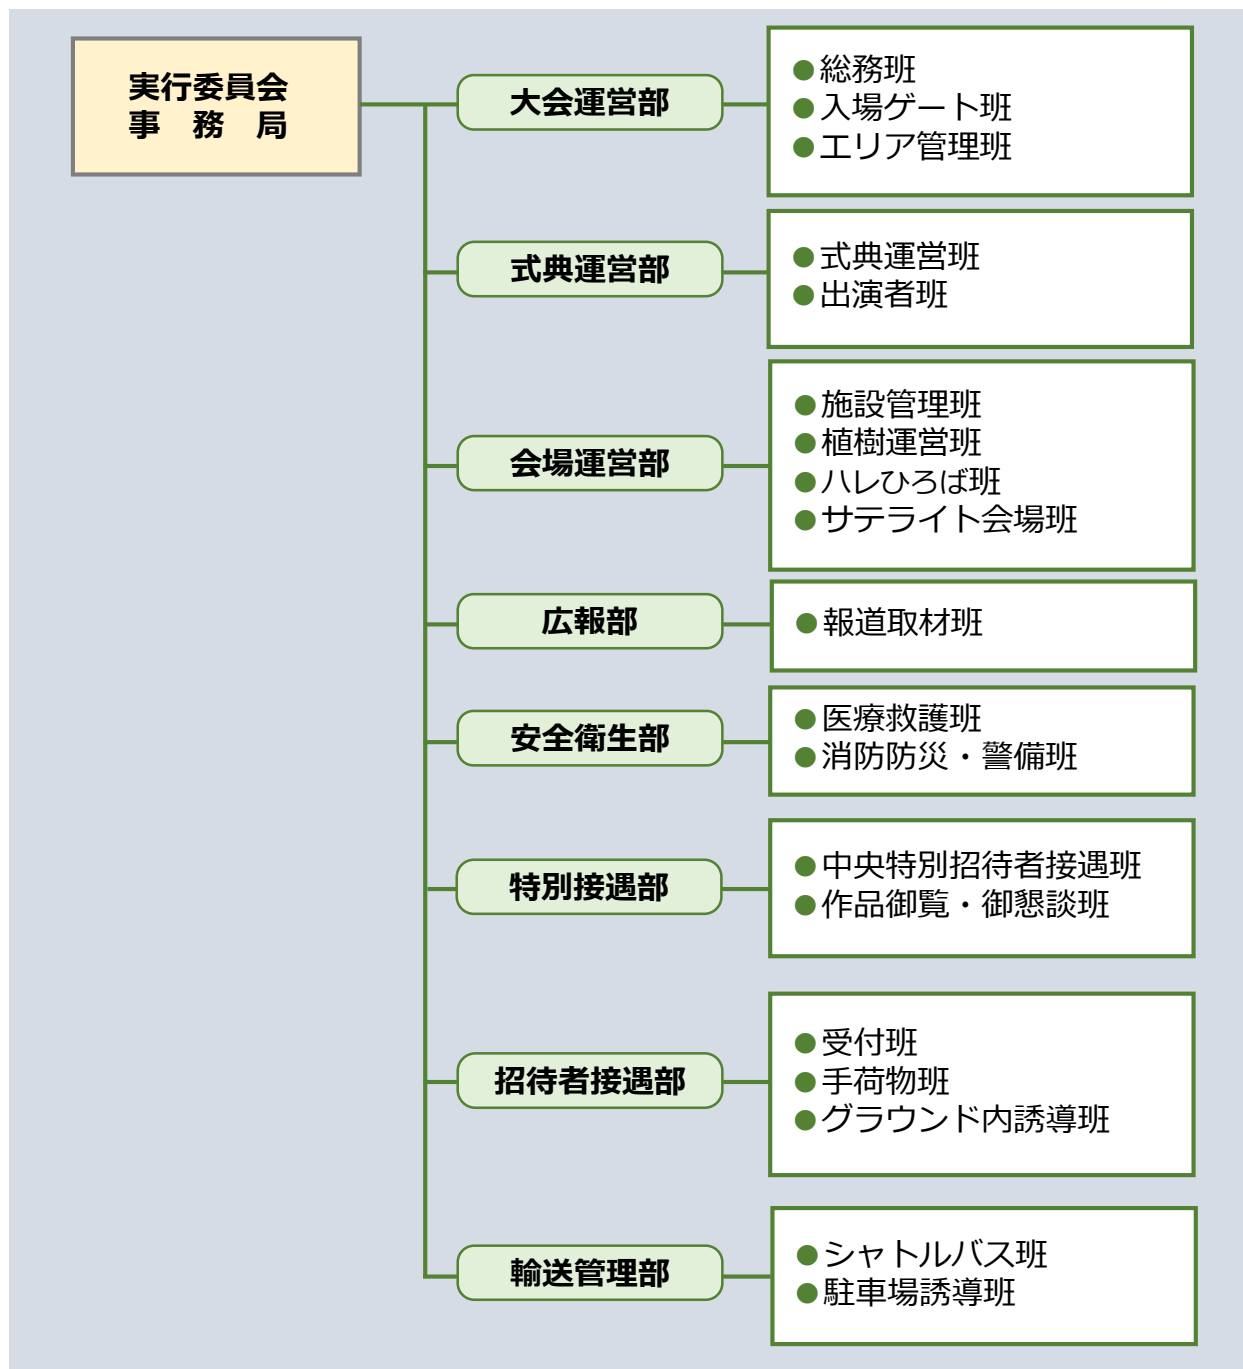 実行委員会
事　務　局
大会運営部
●総務班
●入場ゲート班
●エリア管理班
式典運営部
●式典運営班
●出演者班
会場運営部
●施設管理班
●植樹運営班
●ハレひろば班
●サテライト会場班
広報部
●報道取材班
安全衛生部
●医療救護班
●消防防災・警備班
特別接遇部
●中央特別招待者接遇班
●作品御覧・御懇談班
招待者接遇部
●受付班
●手荷物班
●グラウンド内誘導班
輸送管理部
●シャトルバス班
●駐車場誘導班